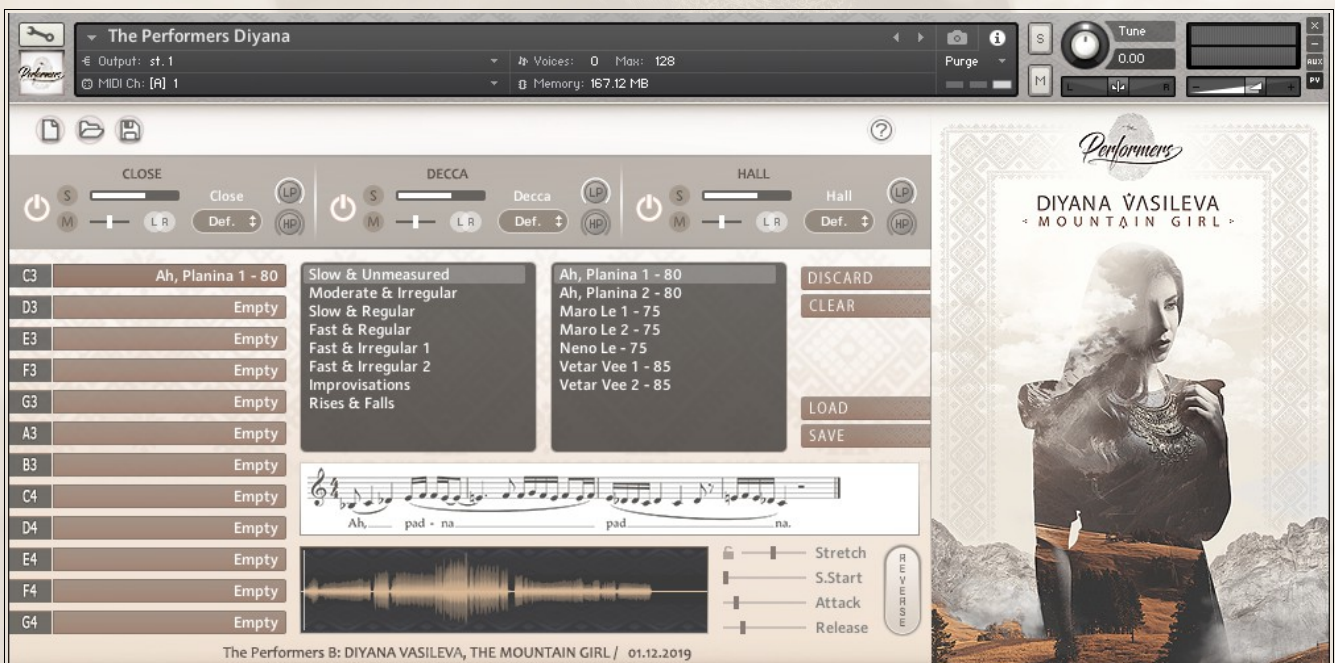 The Performers Diyana
Output: st.1
Voices: 0 Max: 128
Purge
MIDI Ch: [A] 1
Memory: 167.12 MB
S
M
Tune
0.00
L R
AUX
PV
Performers
CLOSE
S
M
Close
L R
Def.
LP
HP
DECCA
S
M
Decca
L R
Def.
LP
HP
HALL
S
M
Hall
L R
Def.
LP
HP
?
C3 Ah, Planina 1 - 80
D3 Empty
E3 Empty
F3 Empty
G3 Empty
A3 Empty
B3 Empty
C4 Empty
D4 Empty
E4 Empty
F4 Empty
G4 Empty
Slow & Unmeasured
Moderate & Irregular
Slow & Regular
Fast & Regular
Fast & Irregular 1
Fast & Irregular 2
Improvisations
Rises & Falls
Ah, Planina 1 - 80
Ah, Planina 2 - 80
Maro Le 1 - 75
Maro Le 2 - 75
Neno Le - 75
Vetar Vee 1 - 85
Vetar Vee 2 - 85
DISCARD
CLEAR
LOAD
SAVE
4
4
Ah, pad - na pad na.
Stretch
S.Start
Attack
Release
REVERSE
The Performers B: DIYANA VASILEVA, THE MOUNTAIN GIRL / 01.12.2019
the
Performers
DIYANA VASILEVA
MOUNTAIN GIRL